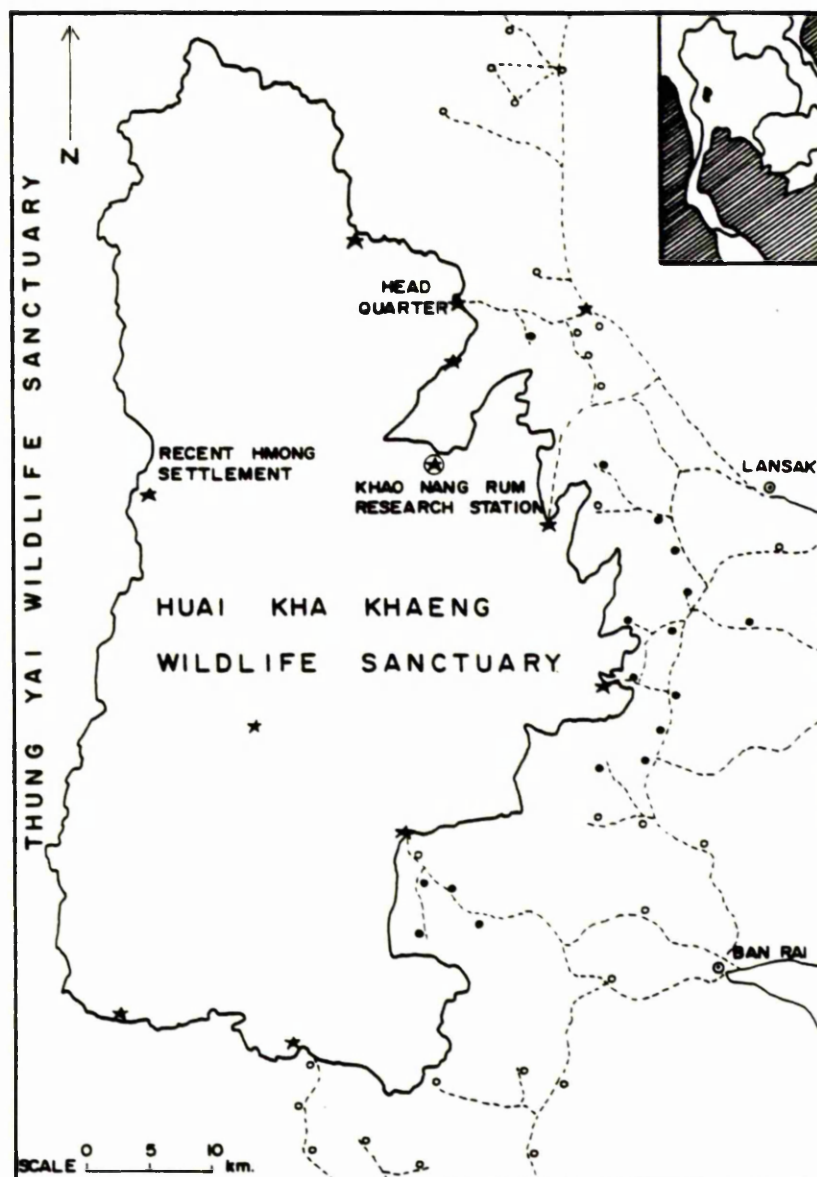 N
THUNG YAI WILDLIFE SANCTUARY
HEAD
QUARTER
RECENT HMONG
SETTLEMENT
KHAO NANG RUM
RESEARCH STATION
LANSAK
HUAI KHA KHAENG
WILDLIFE SANCTUARY
BAN RAI
0 5 10
SCALE km.